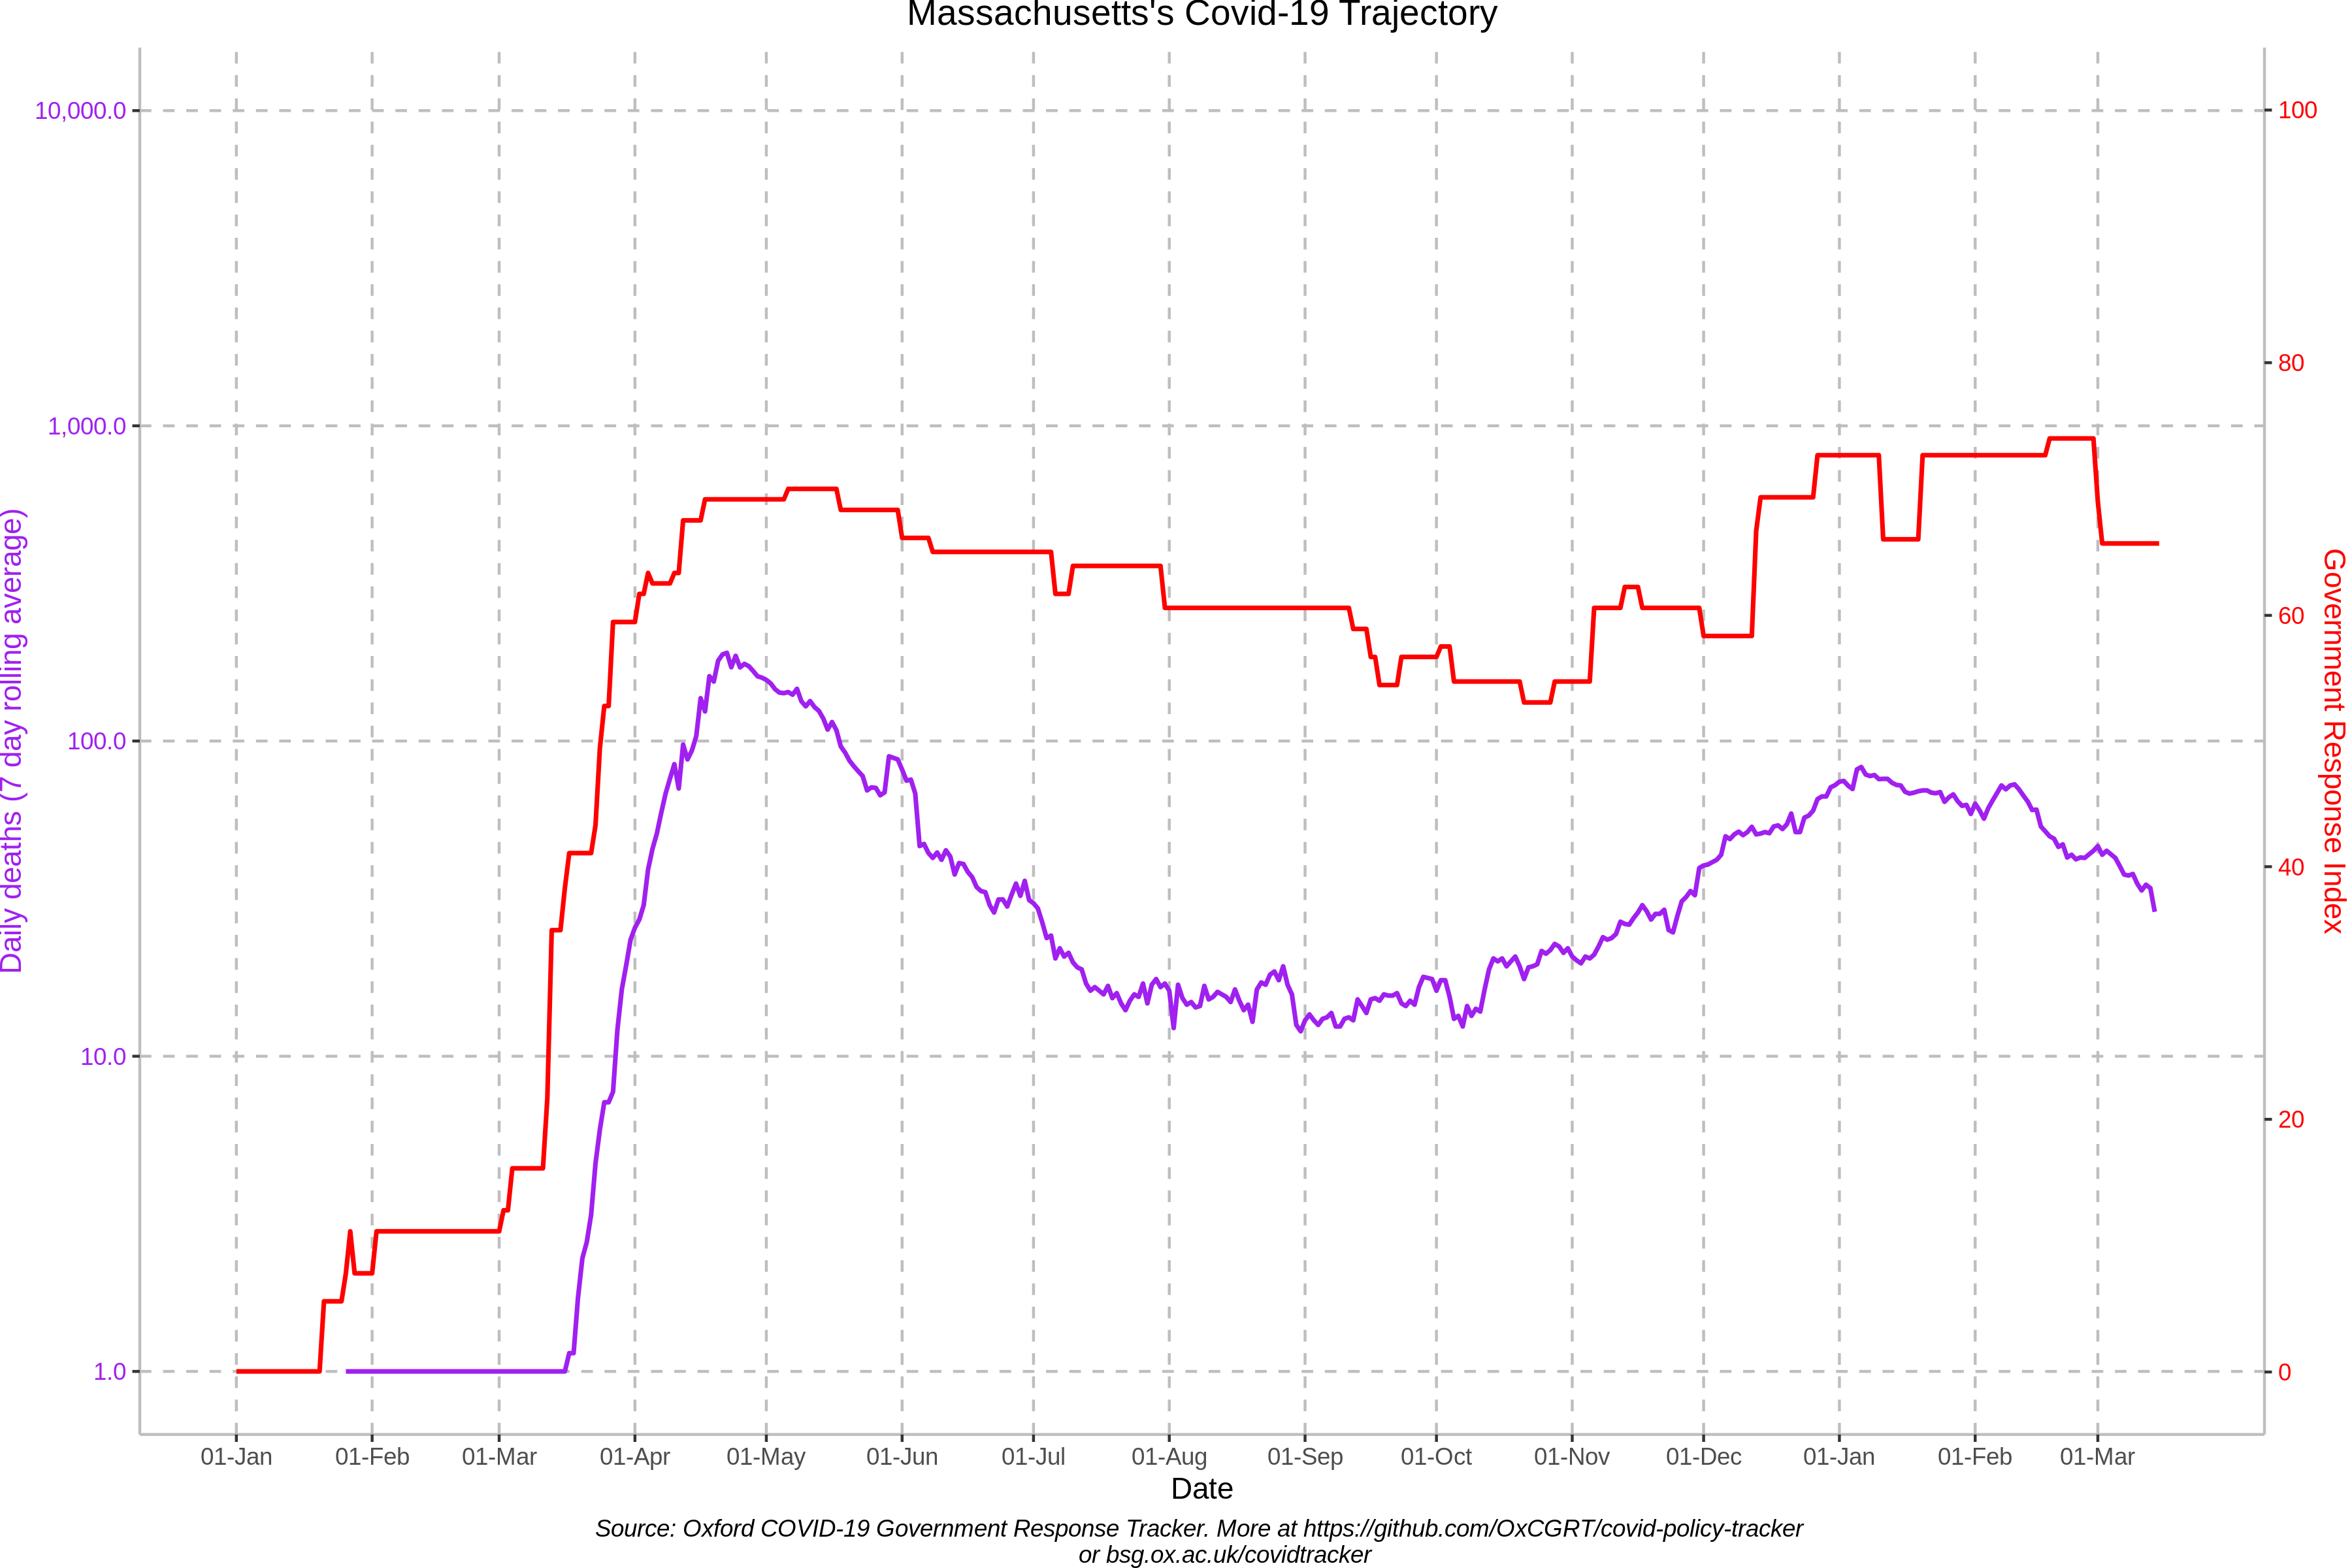 Massachusetts's Covid-19 Trajectory
10,000.0
1,000.0
100.0
10.0
1.0
Daily deaths (7 day rolling average)
100
80
60
40
20
0
Government Response Index
01-Jan 01-Feb 01-Mar 01-Apr 01-May 01-Jun 01-Jul 01-Aug 01-Sep 01-Oct 01-Nov 01-Dec 01-Jan 01-Feb 01-Mar
Date
Source: Oxford COVID-19 Government Response Tracker. More at https://github.com/OxCGRT/covid-policy-tracker
or bsg.ox.ac.uk/covidtracker